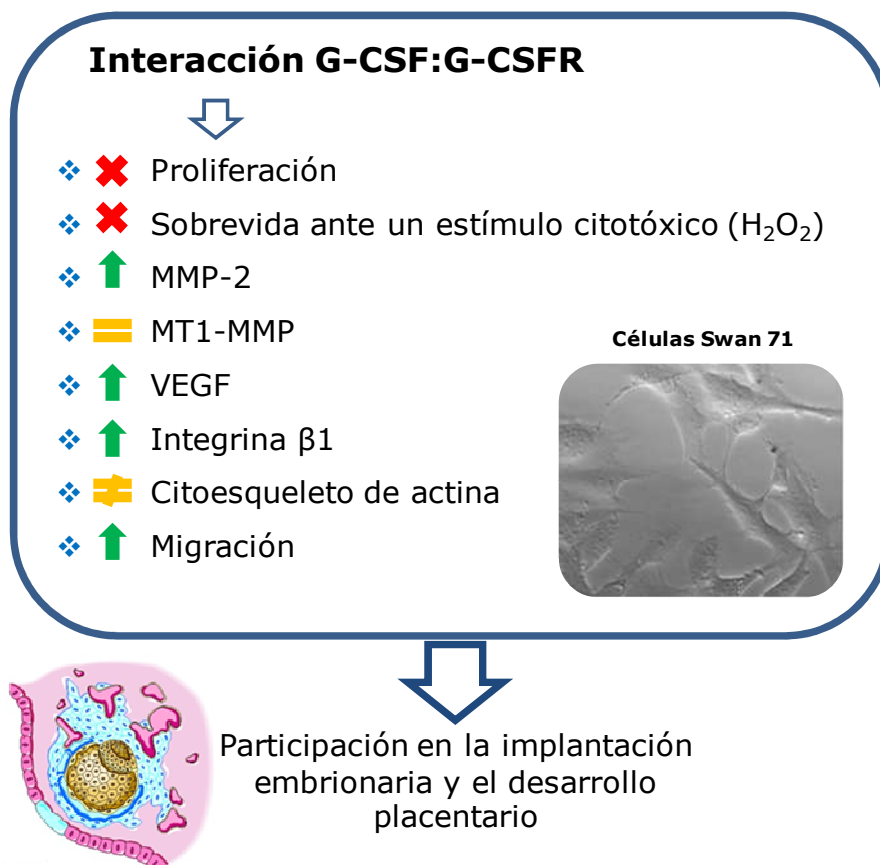 Interacción G-CSF:G-CSFR
Proliferación
Sobrevida ante un estímulo citotóxico (H₂O₂)
MMP-2
MT1-MMP
VEGF
Integrina β1
Citoesqueleto de actina
Migración
Células Swan 71
Participación en la implantación
embrionaria y el desarrollo
placentario